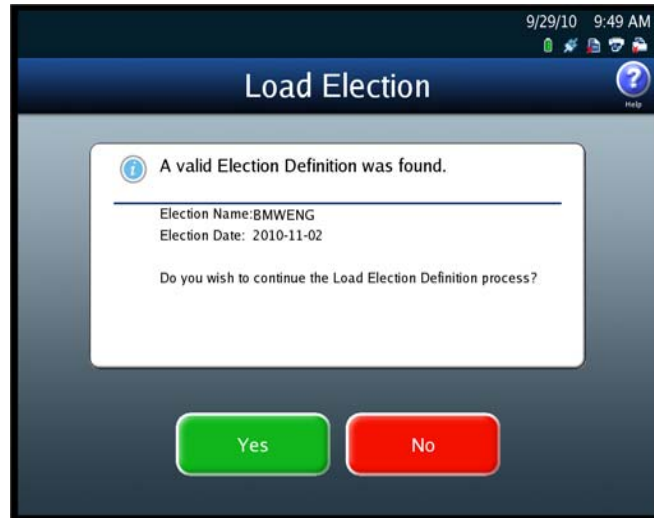 9/29/10 9:49 AM
Load Election
Help
A valid Election Definition was found.
Election Name:BMWENG
Election Date: 2010-11-02
Do you wish to continue the Load Election Definition process?
Yes
No